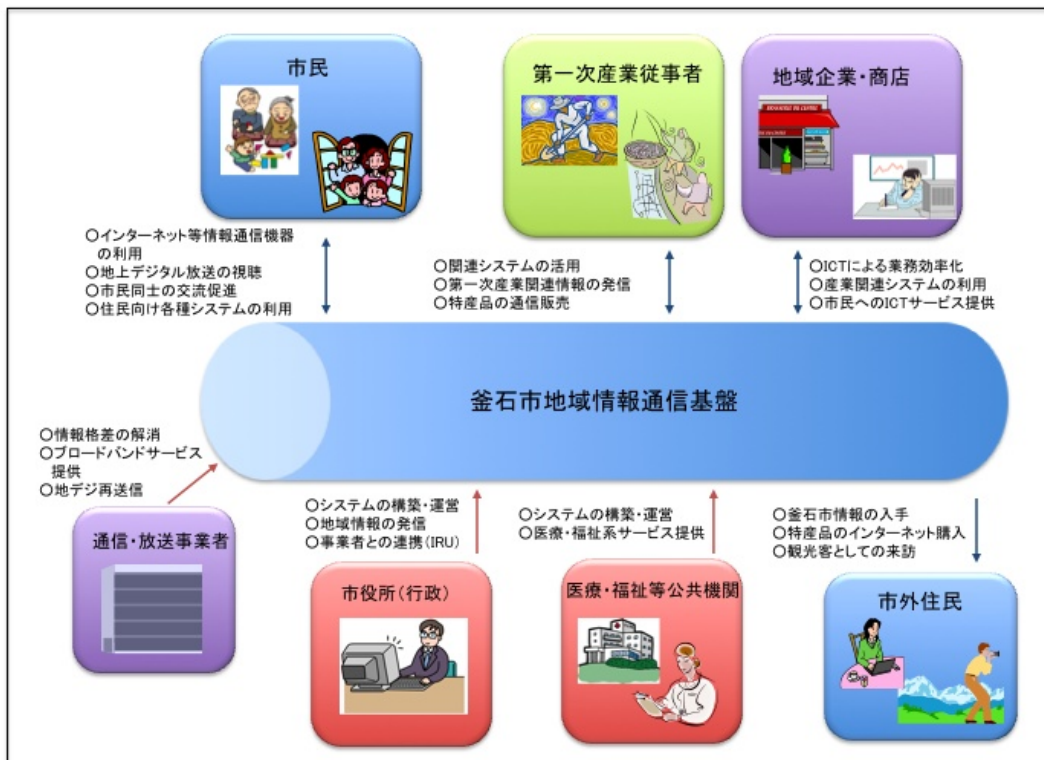 市民
第一次産業従事者
地域企業・商店
○インターネット等情報通信機器
の利用
○地上デジタル放送の視聴
○市民同士の交流促進
○住民向け各種システムの利用
○関連システムの活用
○第一次産業関連情報の発信
○特産品の通信販売
○ICTによる業務効率化
○産業関連システムの利用
○市民へのICTサービス提供
釜石市地域情報通信基盤
○情報格差の解消
○ブロードバンドサービス
提供
○地デジ再送信
通信・放送事業者
○システムの構築・運営
○地域情報の発信
○事業者との連携(IRU)
市役所(行政)
○システムの構築・運営
○医療・福祉系サービス提供
医療・福祉等公共機関
○釜石市情報の入手
○特産品のインターネット購入
○観光客としての来訪
市外住民